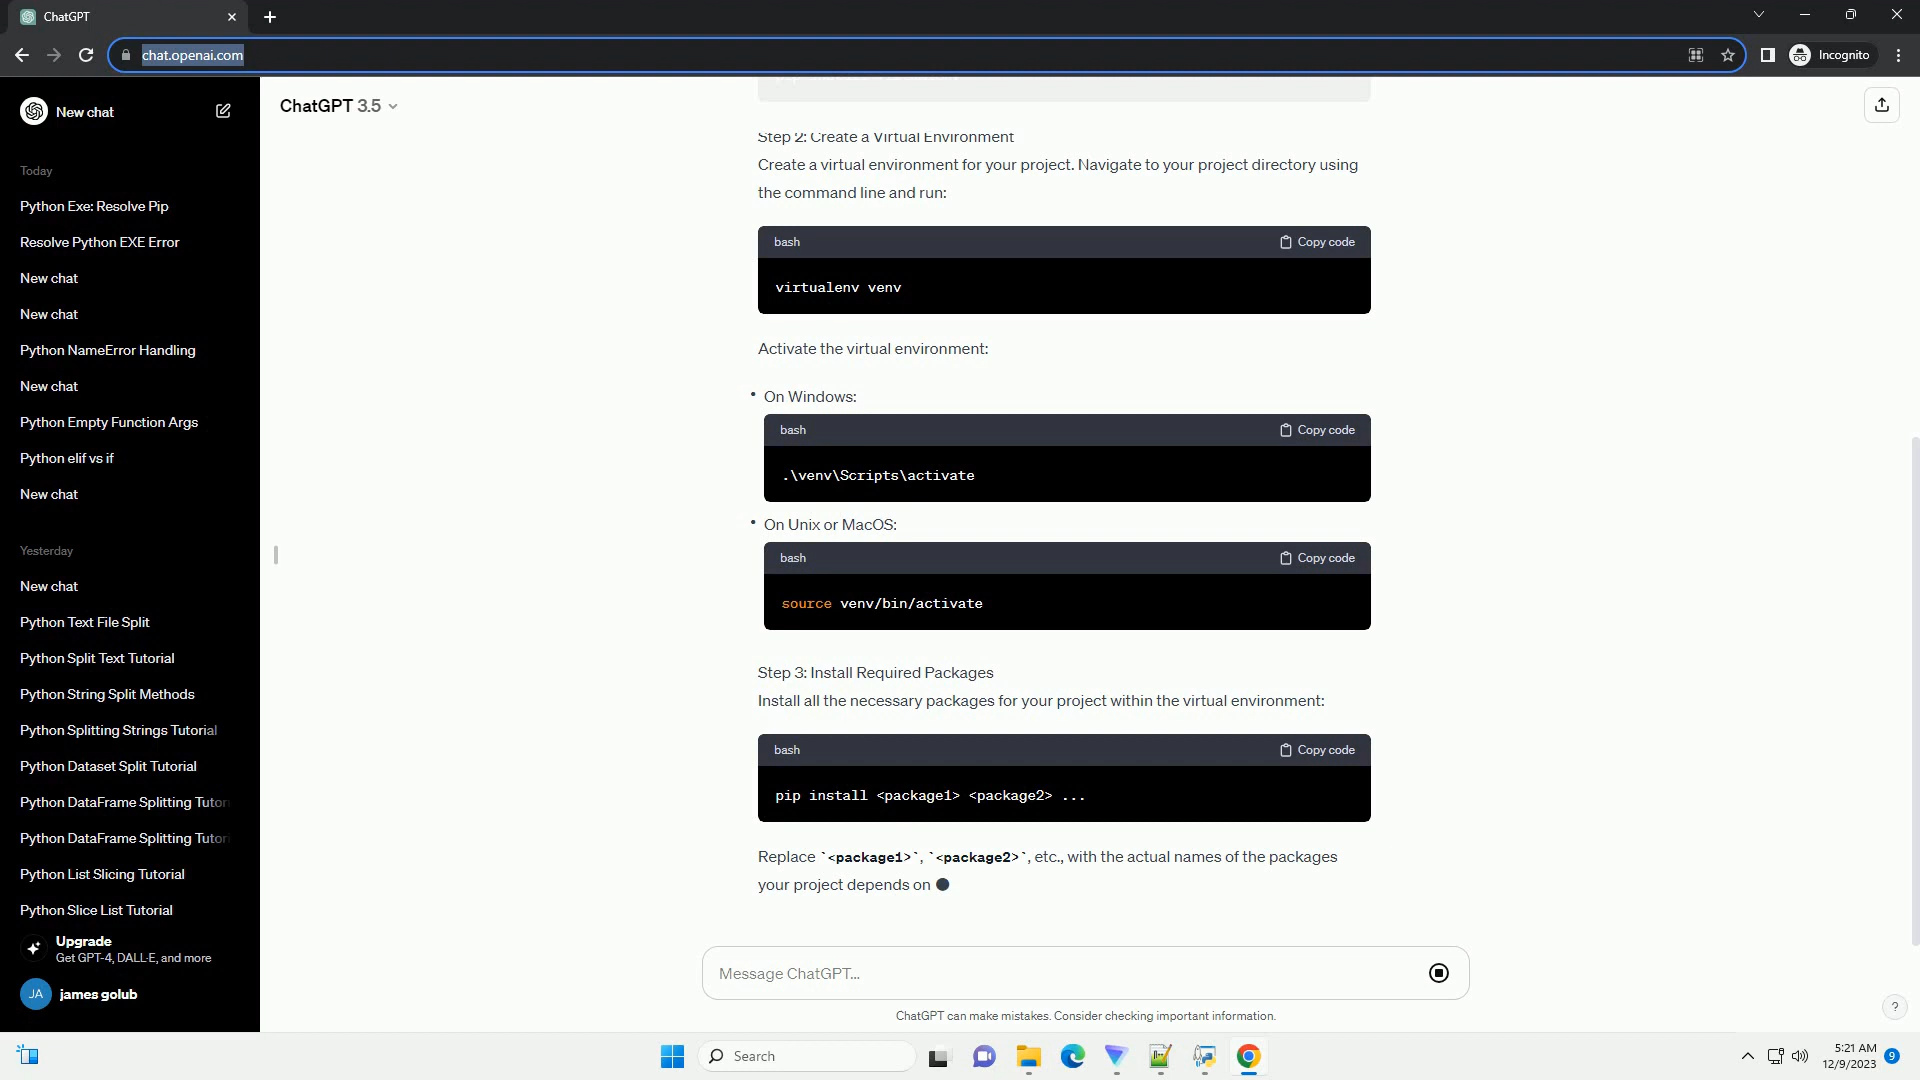 ChatGPT
chat.openai.com
Incognito
New chat
ChatGPT 3.5
Today
Python Exe: Resolve Pip
Resolve Python EXE Error
New chat
New chat
Python NameError Handling
New chat
Python Empty Function Args
Python elif vs if
New chat
Yesterday
New chat
Python Text File Split
Python Split Text Tutorial
Python String Split Methods
Python Splitting Strings Tutorial
Python Dataset Split Tutorial
Python DataFrame Splitting Tutor
Python DataFrame Splitting Tutor
Python List Slicing Tutorial
Python Slice List Tutorial
Upgrade
Get GPT-4, DALL·E, and more
JA james golub
Step 2: Create a Virtual Environment
Create a virtual environment for your project. Navigate to your project directory using
the command line and run:
bash Copy code
virtualenv venv
Activate the virtual environment:
• On Windows:
bash Copy code
.\venv\Scripts\activate
• On Unix or MacOS:
bash Copy code
source venv/bin/activate
Step 3: Install Required Packages
Install all the necessary packages for your project within the virtual environment:
bash Copy code
pip install <package1> <package2> ...
Replace `<package1>`, `<package2>`, etc., with the actual names of the packages
your project depends on
Message ChatGPT...
ChatGPT can make mistakes. Consider checking important information.
?
Search
5:21 AM
12/9/2023
9